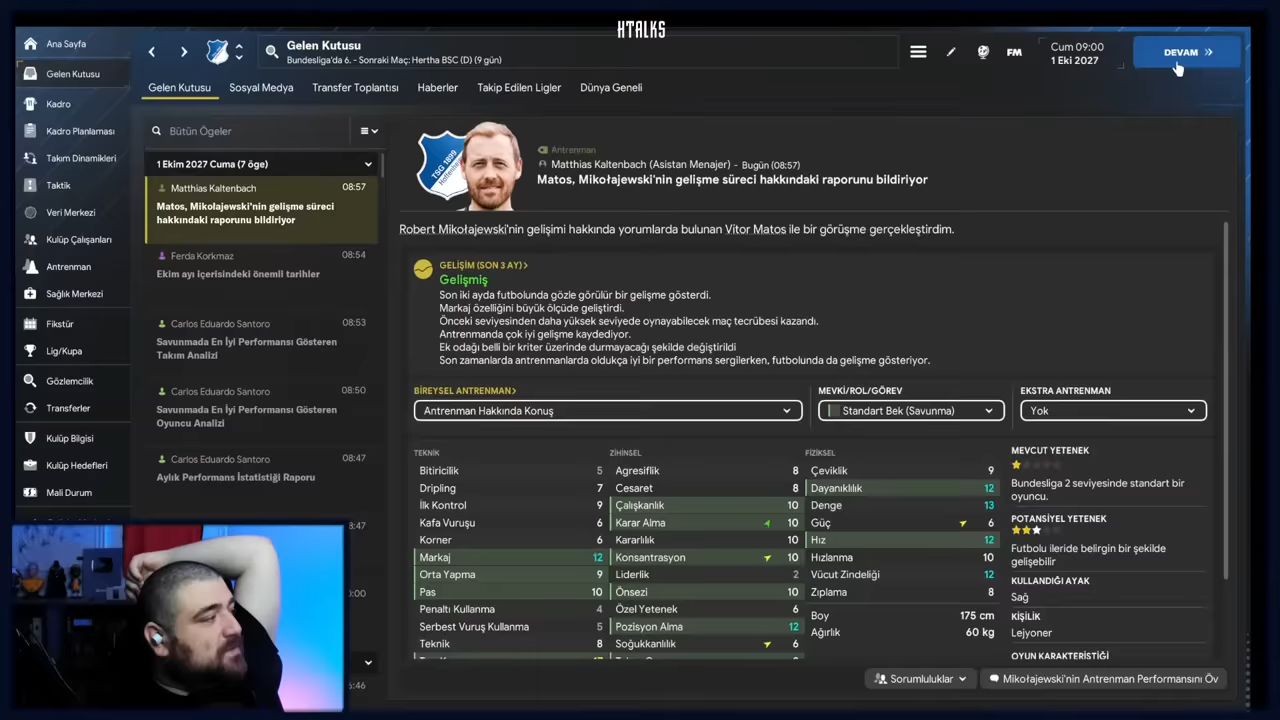 HTALKS
Ana Sayfa
Gelen Kutusu
Kadro
Kadro Planlaması
Takım Dinamikleri
Taktik
Veri Merkezi
Kulüp Çalışanları
Antrenman
Sağlık Merkezi
Fikstür
Lig/Kupa
Gözlemcilik
Transferler
Kulüp Bilgisi
Kulüp Hedefleri
Mali Durum
Gelen Kutusu
Bundesliga'da 6. - Sonraki Maç: Hertha BSC (D) (9 gün)
FM
Cum 09:00
1 Eki 2027
DEVAM
Gelen Kutusu
Sosyal Medya
Transfer Toplantısı
Haberler
Takip Edilen Ligler
Dünya Geneli
Bütün Ögeler
1 Ekim 2027 Cuma (7 öge)
Matthias Kaltenbach 08:57
Matos, Mikołajewski'nin gelişme süreci
hakkındaki raporunu bildiriyor
Ferda Korkmaz 08:54
Ekim ayı içerisindeki önemli tarihler
Carlos Eduardo Santoro 08:53
Savunmada En İyi Performansı Gösteren
Takım Analizi
Carlos Eduardo Santoro 08:50
Savunmada En İyi Performansı Gösteren
Oyuncu Analizi
Carlos Eduardo Santoro 08:47
Aylık Performans İstatistiği Raporu
TSG 1899
Antrenman
Matthias Kaltenbach (Asistan Menajer) - Bugün (08:57)
Matos, Mikołajewski'nin gelişme süreci hakkındaki raporunu bildiriyor
Robert Mikołajewski'nin gelişimi hakkında yorumlarda bulunan Vítor Matos ile bir görüşme gerçekleştirdim.
GELİŞİM (SON 3 AY)
Gelişmiş
Son iki ayda futbolunda gözle görülür bir gelişme gösterdi.
Markaj özelliğini büyük ölçüde geliştirdi.
Önceki seviyesinden daha yüksek seviyede oynayabilecek maç tecrübesi kazandı.
Antrenmanda çok iyi gelişme kaydediyor.
Ek odağı belli bir kriter üzerinde durmayacağı şekilde değiştirildi
Son zamanlarda antrenmanlarda oldukça iyi bir performans sergilerken, futbolunda da gelişme gösteriyor.
BİREYSEL ANTRENMAN
Antrenman Hakkında Konuş
MEVKİ/ROL/GÖREV
Standart Bek (Savunma)
EKSTRA ANTRENMAN
Yok
TEKNİK
Bitiricilik 5
Dripling 7
İlk Kontrol 9
Kafa Vuruşu 6
Korner 6
Markaj 12
Orta Yapma 9
Pas 10
Penaltı Kullanma 4
Serbest Vuruş Kullanma 5
Teknik 8
ZİHİNSEL
Agresiflik 8
Cesaret 8
Çalışkanlık 10
Karar Alma 10
Kararlılık 10
Konsantrasyon 10
Liderlik 2
Önsezi 10
Özel Yetenek 6
Pozisyon Alma 12
Soğukkanlılık 6
FİZİKSEL
Çeviklik 9
Dayanıklılık 12
Denge 13
Güç 6
Hız 12
Hızlanma 10
Vücut Zindeliği 12
Zıplama 8
Boy 175 cm
Ağırlık 60 kg
MEVCUT YETENEK
Bundesliga 2 seviyesinde standart bir
oyuncu.
POTANSİYEL YETENEK
Futbolu ileride belirgin bir şekilde
gelişebilir
KULLANDIĞI AYAK
Sağ
KİŞİLİK
Lejyoner
OYUN KARAKTERİSTİĞİ
Sorumluluklar
Mikołajewski'nin Antrenman Performansını Öv